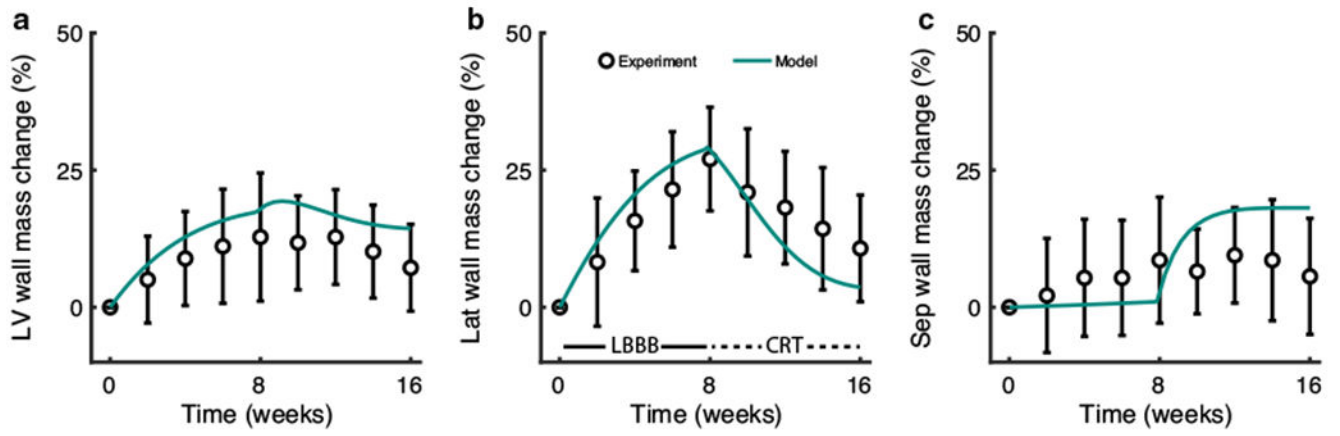 a
50
25
0
LV wall mass change (%)
0 8 16
Time (weeks)
b
50
25
0
Lat wall mass change (%)
Experiment Model
LBBB CRT
0 8 16
Time (weeks)
c
50
25
0
Sep wall mass change (%)
0 8 16
Time (weeks)